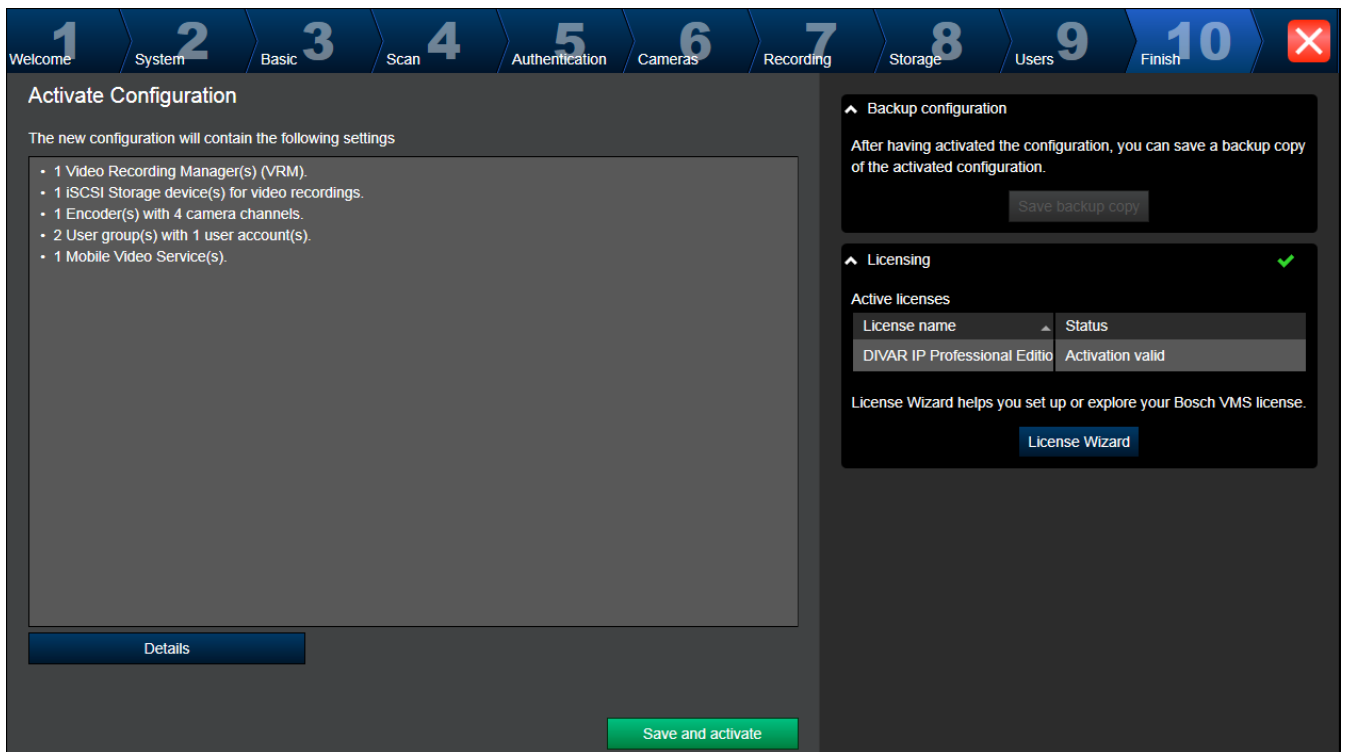 1 Welcome
2 System
3 Basic
4 Scan
5 Authentication
6 Cameras
7 Recording
8 Storage
9 Users
10 Finish
Activate Configuration
The new configuration will contain the following settings
• 1 Video Recording Manager(s) (VRM).
• 1 iSCSI Storage device(s) for video recordings.
• 1 Encoder(s) with 4 camera channels.
• 2 User group(s) with 1 user account(s).
• 1 Mobile Video Service(s).
Details
Save and activate
Backup configuration
After having activated the configuration, you can save a backup copy
of the activated configuration.
Save backup copy
Licensing
Active licenses
License name Status
DIVAR IP Professional Editio Activation valid
License Wizard helps you set up or explore your Bosch VMS license.
License Wizard